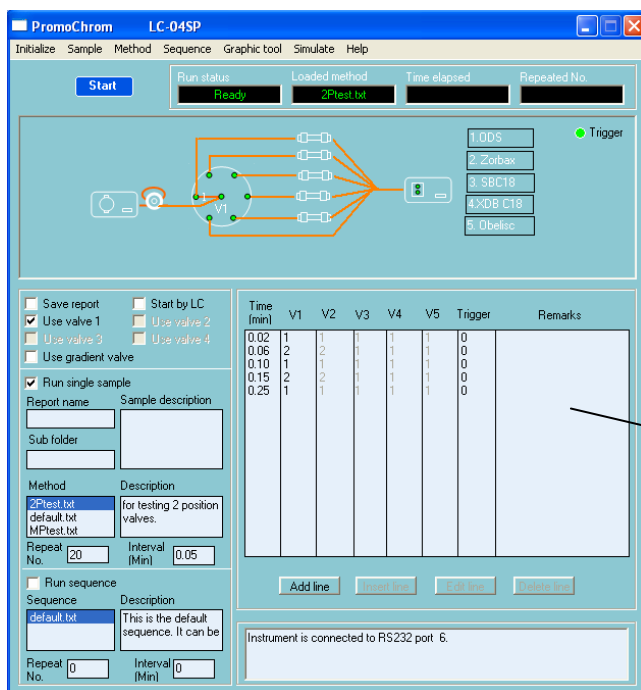 PromoChrom LC-04SP
Initialize Sample Method Sequence Graphic tool Simulate Help
Start
Run status Loaded method Time elapsed Repeated No.
Ready 2Ptest.txt
1.ODS
2. Zorbax
3. SBC18
4.XDB C18
5. Obelisc
Trigger
V1
Save report Start by LC
Use valve 1 Use valve 2
Use valve 3 Use valve 4
Use gradient valve
Run single sample
Report name Sample description
Sub folder
Method Description
2Ptest.txt
default.txt
MPtest.txt
for testing 2 position
valves.
Repeat No. 20 Interval (Min) 0.05
Run sequence
Sequence Description
default.txt
This is the default
sequence. It can be
Repeat No. 0 Interval (Min) 0
Time (min) V1 V2 V3 V4 V5 Trigger Remarks
0.02 1 1 1 1 1 0
0.06 2 2 1 1 1 0
0.10 1 1 1 1 1 0
0.15 2 2 1 1 1 0
0.25 1 1 1 1 1 0
Add line Insert line Edit line Delete line
Instrument is connected to RS232 port 6.